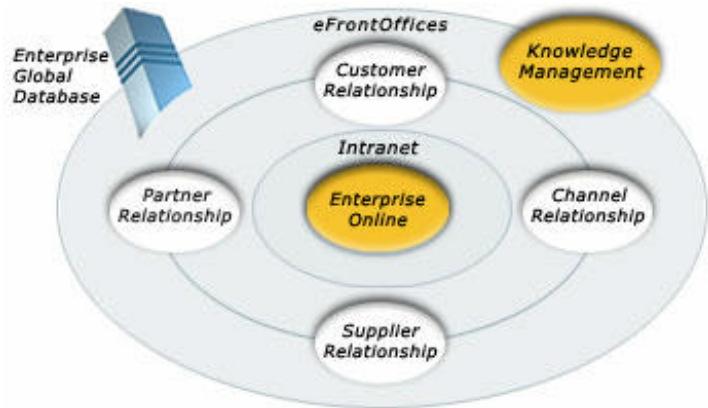 eFrontOffices
Enterprise
Global
Database
Knowledge
Management
Customer
Relationship
Intranet
Partner
Relationship
Enterprise
Online
Channel
Relationship
Supplier
Relationship